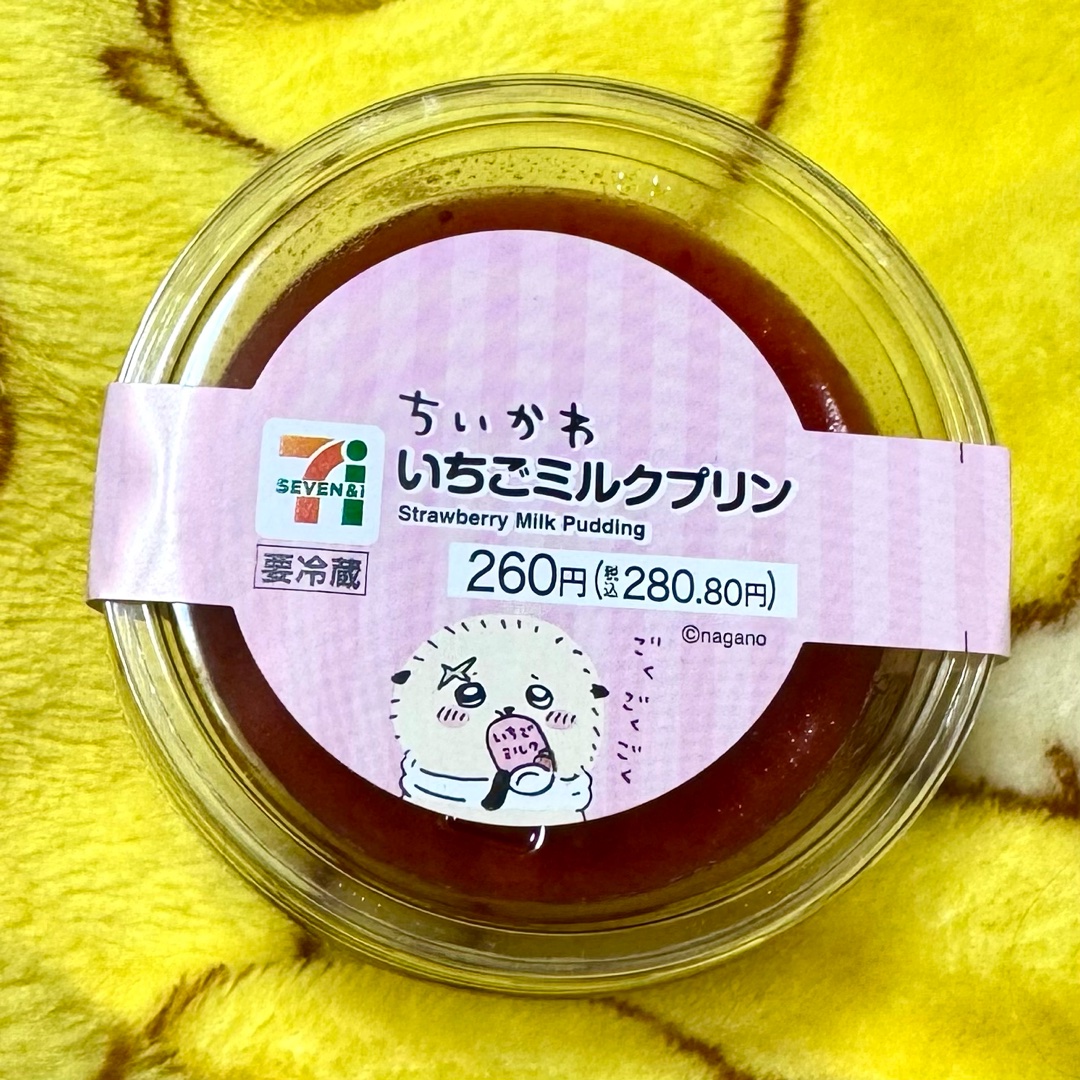 ちいかわ
いちごミルクプリン
Strawberry Milk Pudding
SEVEN&i
要冷蔵
260円(税込280.80円)
©nagano
ごくごくごく
いちご
ミルク